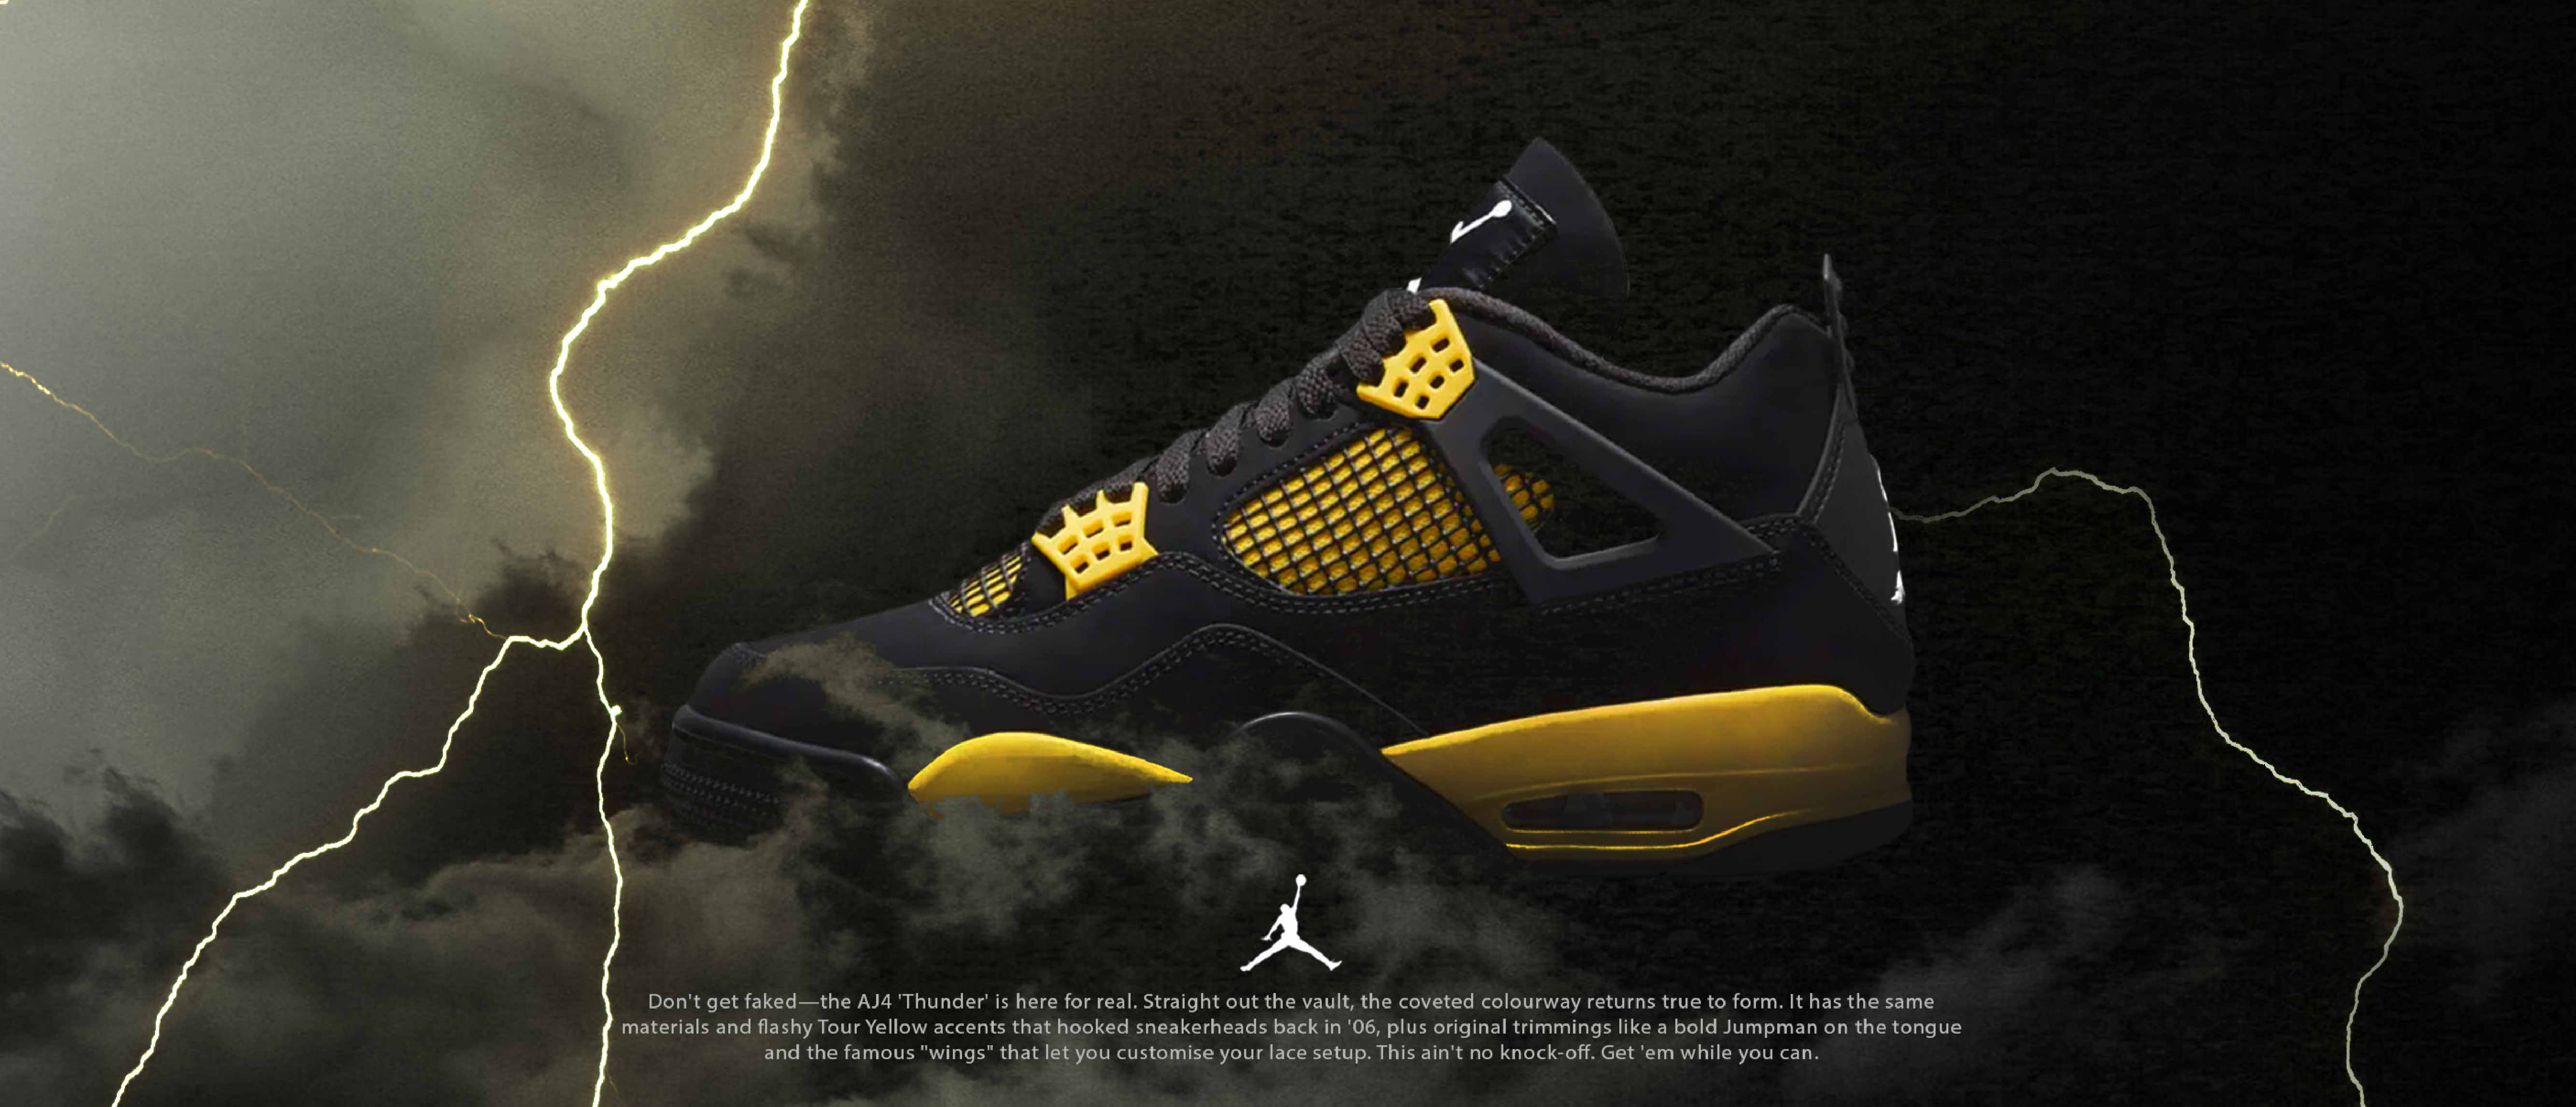 Don't get faked—the AJ4 'Thunder' is here for real. Straight out the vault, the coveted colourway returns true to form. It has the same
materials and flashy Tour Yellow accents that hooked sneakerheads back in '06, plus original trimmings like a bold Jumpman on the tongue
and the famous "wings" that let you customise your lace setup. This ain't no knock-off. Get 'em while you can.